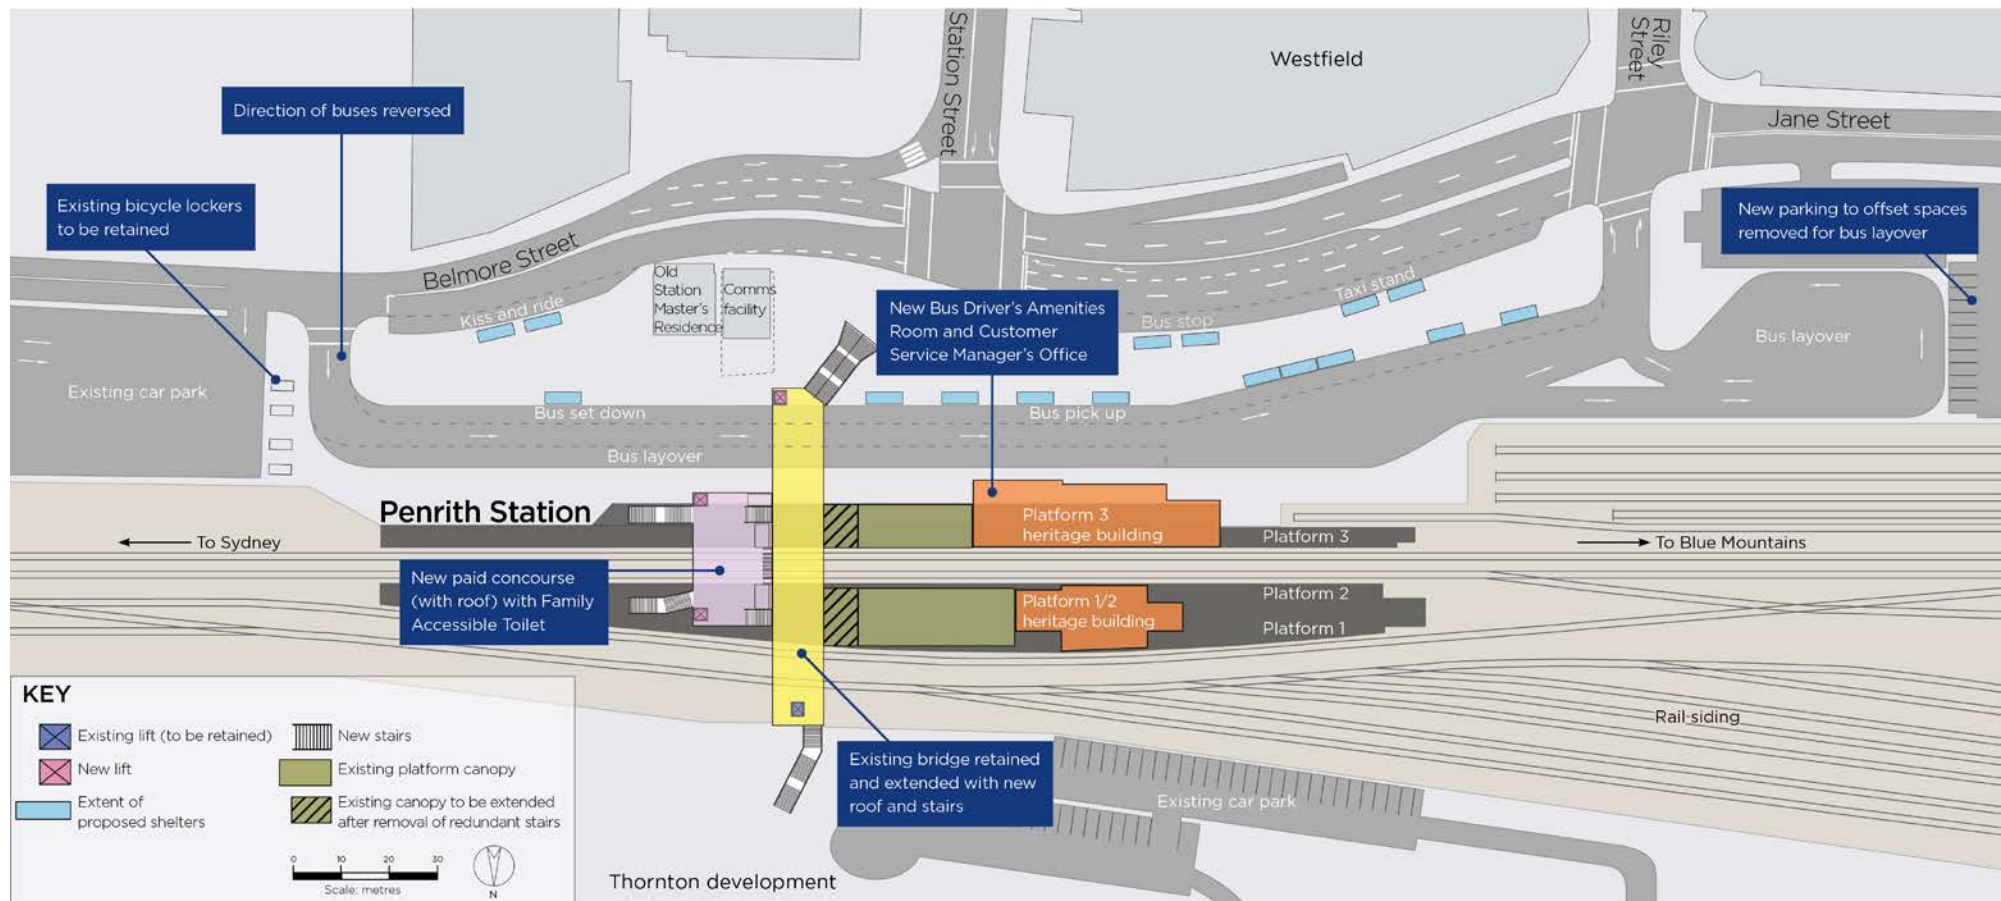 Station Street
Riley
Street
Westfield
Jane Street
Direction of buses reversed
Existing bicycle lockers
to be retained
New parking to offset spaces
removed for bus layover
Belmore Street
Kiss and ride
Old
Station
Master's
Residence
Comms
facility
New Bus Driver's Amenities
Room and Customer
Service Manager's Office
Taxi stand
Bus stop
Bus layover
Existing car park
Bus set down
Bus pick up
Bus layover
Penrith Station
Platform 3
heritage building
Platform 3
To Sydney
To Blue Mountains
New paid concourse
(with roof) with Family
Accessible Toilet
Platform 1/2
heritage building
Platform 2
Platform 1
Rail siding
Existing bridge retained
and extended with new
roof and stairs
Existing car park
Thornton development
KEY
Existing lift (to be retained)
New lift
Extent of
proposed shelters
New stairs
Existing platform canopy
Existing canopy to be extended
after removal of redundant stairs
0 10 20 30
Scale: metres
N